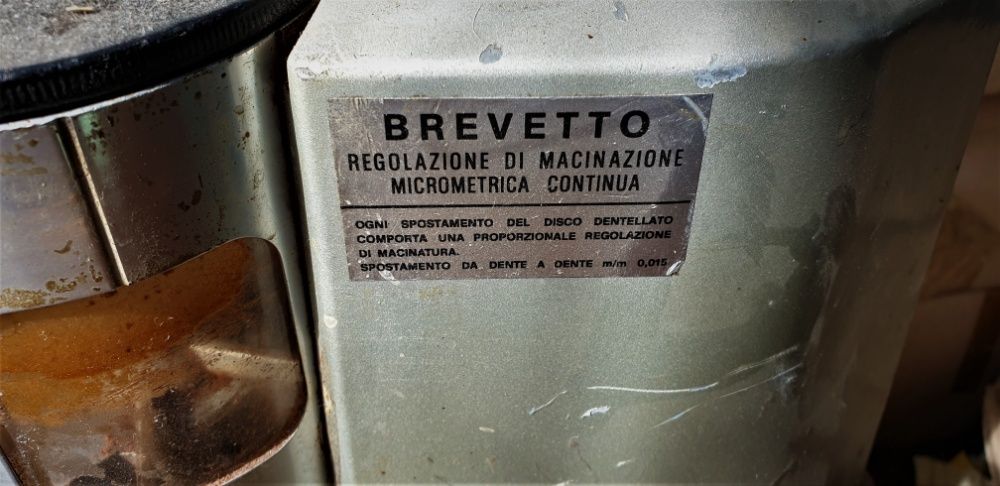 BREVETTO
REGOLAZIONE DI MACINAZIONE
MICROMETRICA CONTINUA
OGNI SPOSTAMENTO DEL DISCO DENTELLATO
COMPORTA UNA PROPORZIONALE REGOLAZIONE
DI MACINATURA.
SPOSTAMENTO DA DENTE A DENTE m/m 0,015